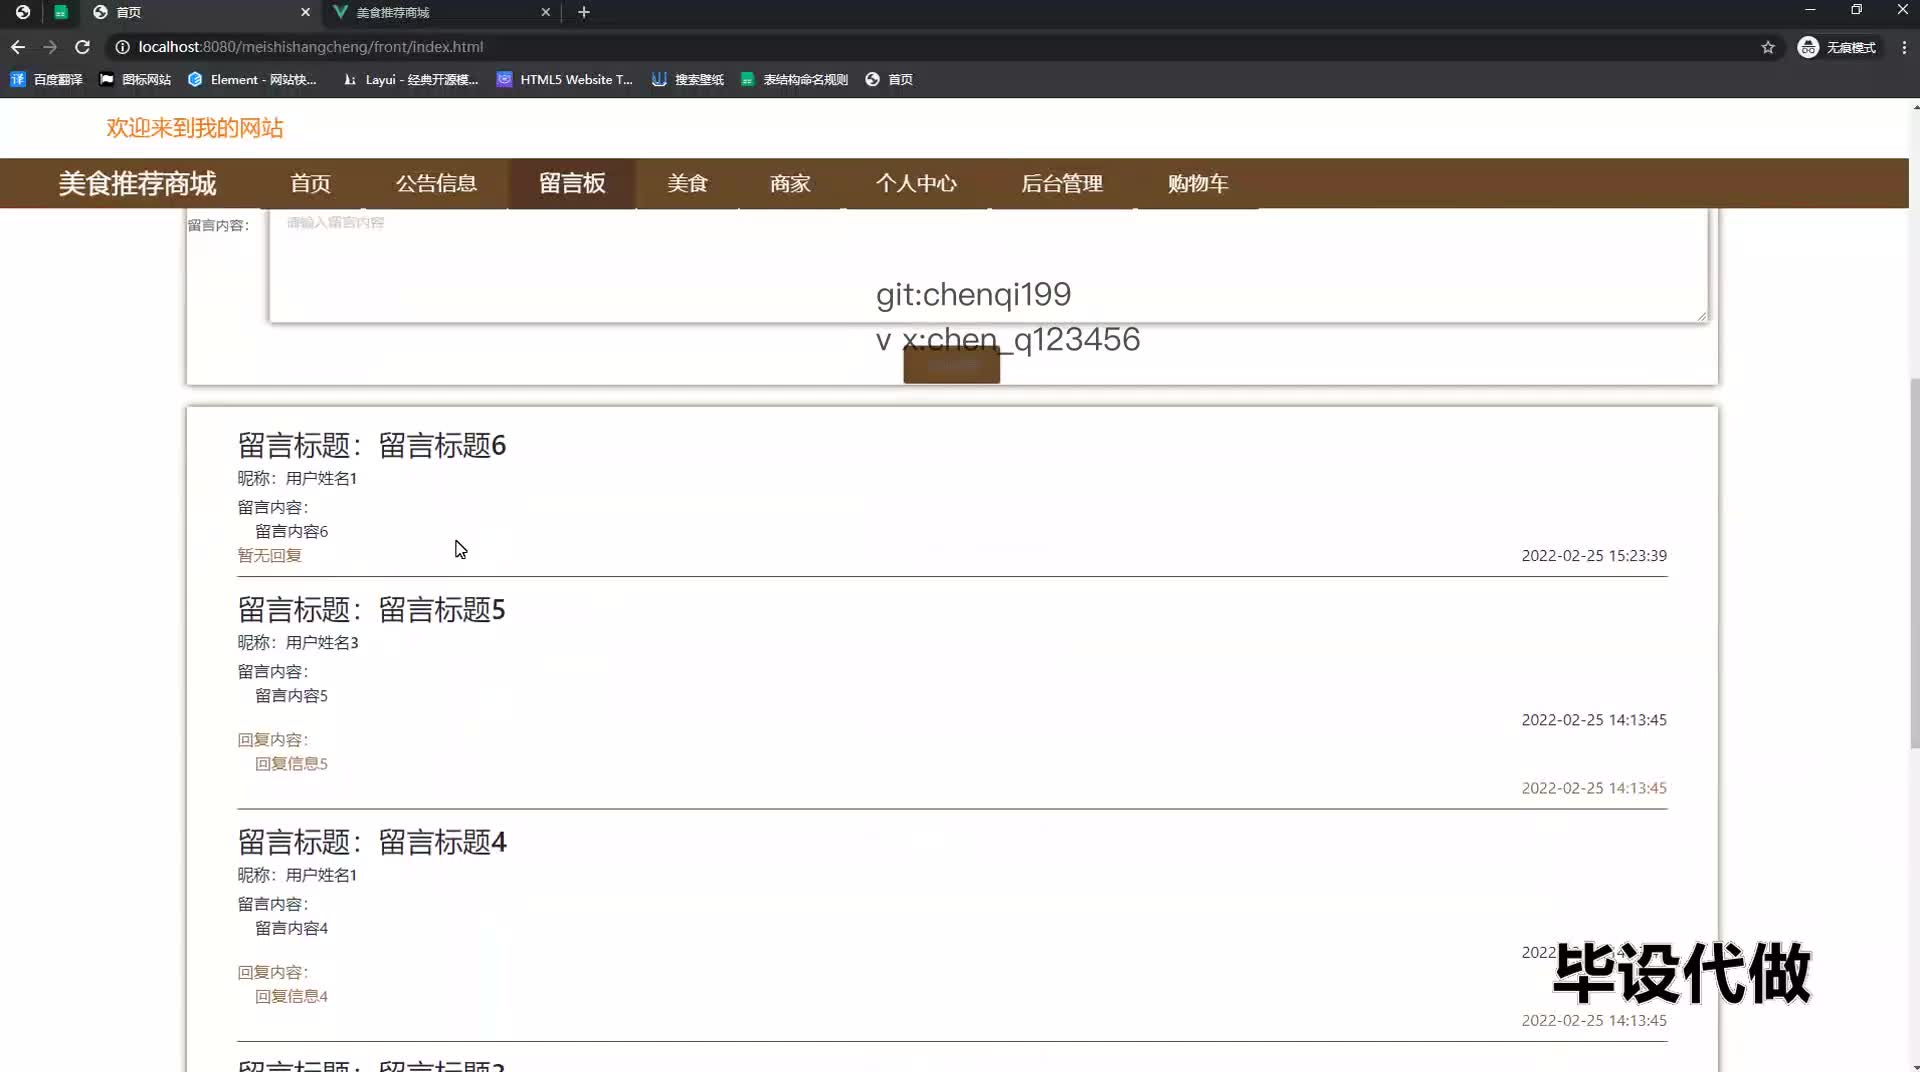 首页
美食推荐商城
localhost:8080/meishishangcheng/front/index.html
无痕模式
百度翻译
图标网站
Element - 网站快...
Layui - 经典开源模...
HTML5 Website T...
搜索壁纸
表结构命名规则
首页
欢迎来到我的网站
美食推荐商城
首页
公告信息
留言板
美食
商家
个人中心
后台管理
购物车
留言内容：
请输入留言内容
git:chenqi199
v x:chen_q123456
留言标题：留言标题6
昵称：用户姓名1
留言内容：
留言内容6
暂无回复
2022-02-25 15:23:39
留言标题：留言标题5
昵称：用户姓名3
留言内容：
留言内容5
2022-02-25 14:13:45
回复内容：
回复信息5
2022-02-25 14:13:45
留言标题：留言标题4
昵称：用户姓名1
留言内容：
留言内容4
2022
回复内容：
回复信息4
毕设代做
2022-02-25 14:13:45